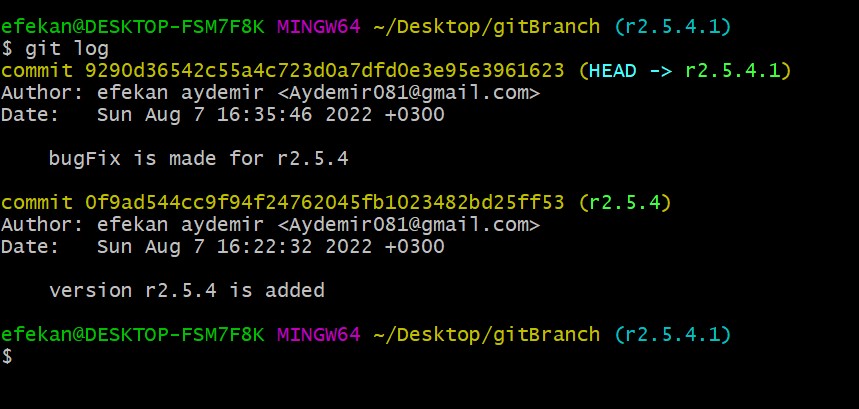 efekan@DESKTOP-FSM7F8K MINGW64 ~/Desktop/gitBranch (r2.5.4.1)
$ git log
commit 9290d36542c55a4c723d0a7dfd0e3e95e3961623 (HEAD -> r2.5.4.1)
Author: efekan aydemir <Aydemir081@gmail.com>
Date:   Sun Aug 7 16:35:46 2022 +0300
bugFix is made for r2.5.4
commit 0f9ad544cc9f94f24762045fb1023482bd25ff53 (r2.5.4)
Author: efekan aydemir <Aydemir081@gmail.com>
Date:   Sun Aug 7 16:22:32 2022 +0300
version r2.5.4 is added
efekan@DESKTOP-FSM7F8K MINGW64 ~/Desktop/gitBranch (r2.5.4.1)
$